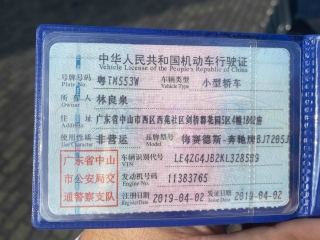 中华人民共和国机动车行驶证
Vehicle License of the People's Republic of China
号牌号码 粤TM553W 车辆类型 小型轿车
Plate No. Vehicle Type
所有人 林良泉
Owner
住址 广东省中山市西区
Address
使用性质 非营运 品牌型号 梅赛德斯-奔驰牌
Use Character Model
广东省中山
市公安局交
通警察支队
车辆识别代号
VIN
发动机号码 11383765
Engine No.
注册日期 2019-04-02 发证日期 2019-04-02
Register Date Issue Date